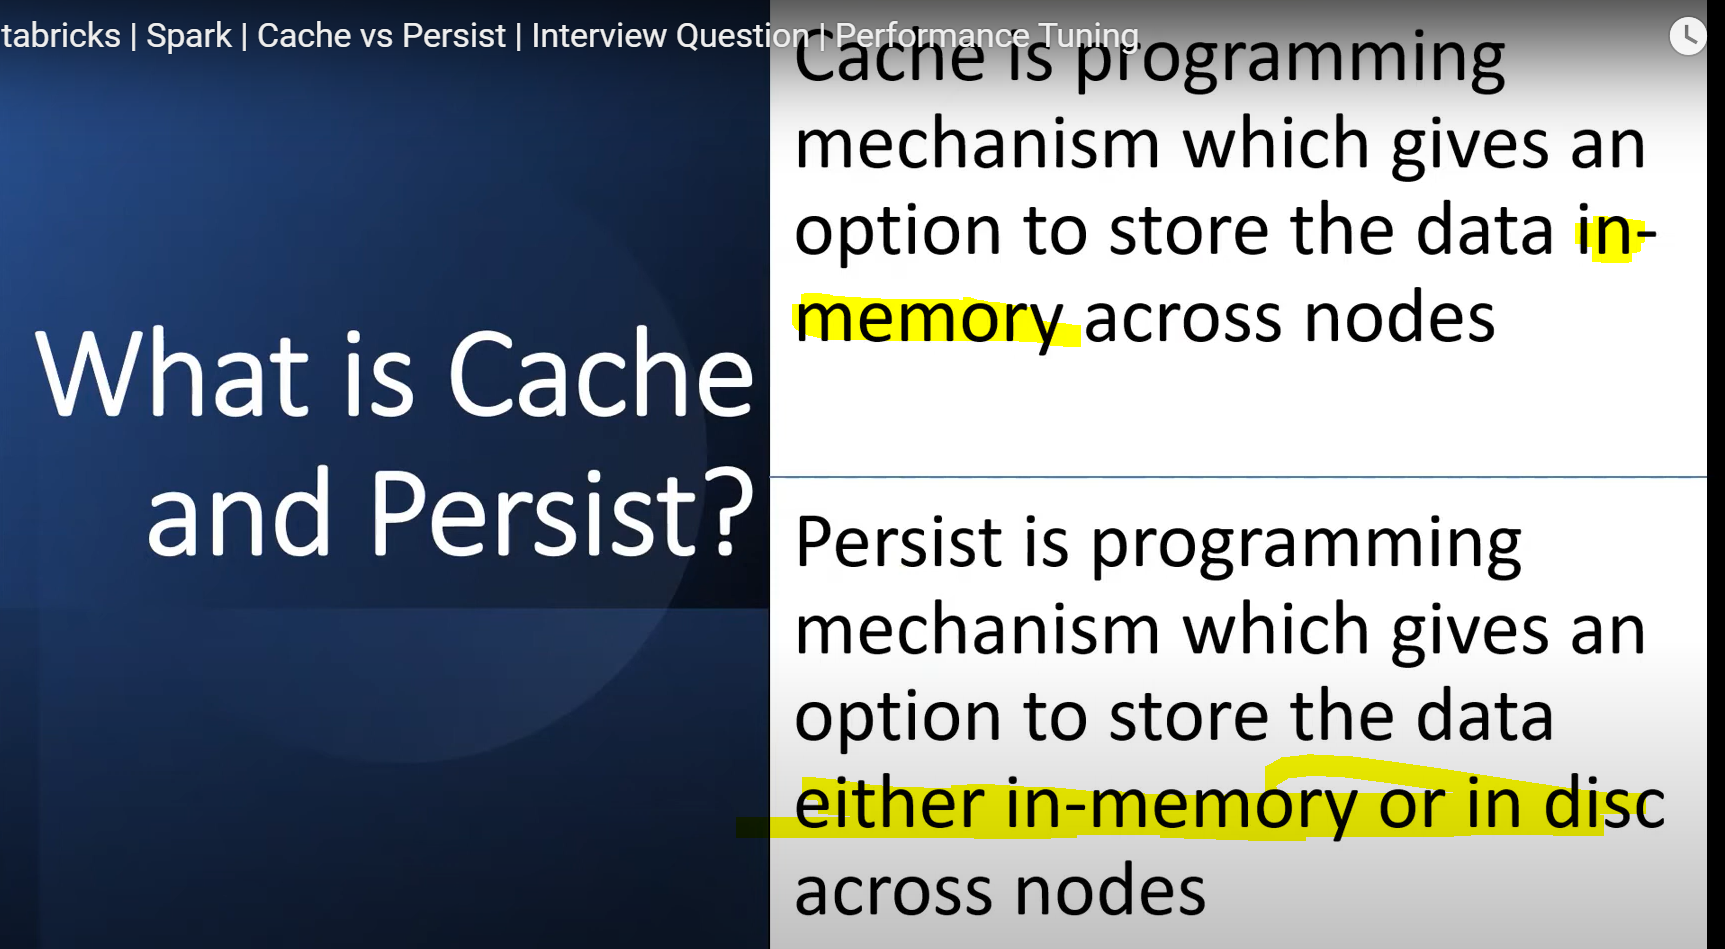 tabricks | Spark | Cache vs Persist | Interview Question | Performance Tuning
What is Cache
and Persist?
Cache is programming
mechanism which gives an
option to store the data in-
memory across nodes
Persist is programming
mechanism which gives an
option to store the data
either in-memory or in disc
across nodes